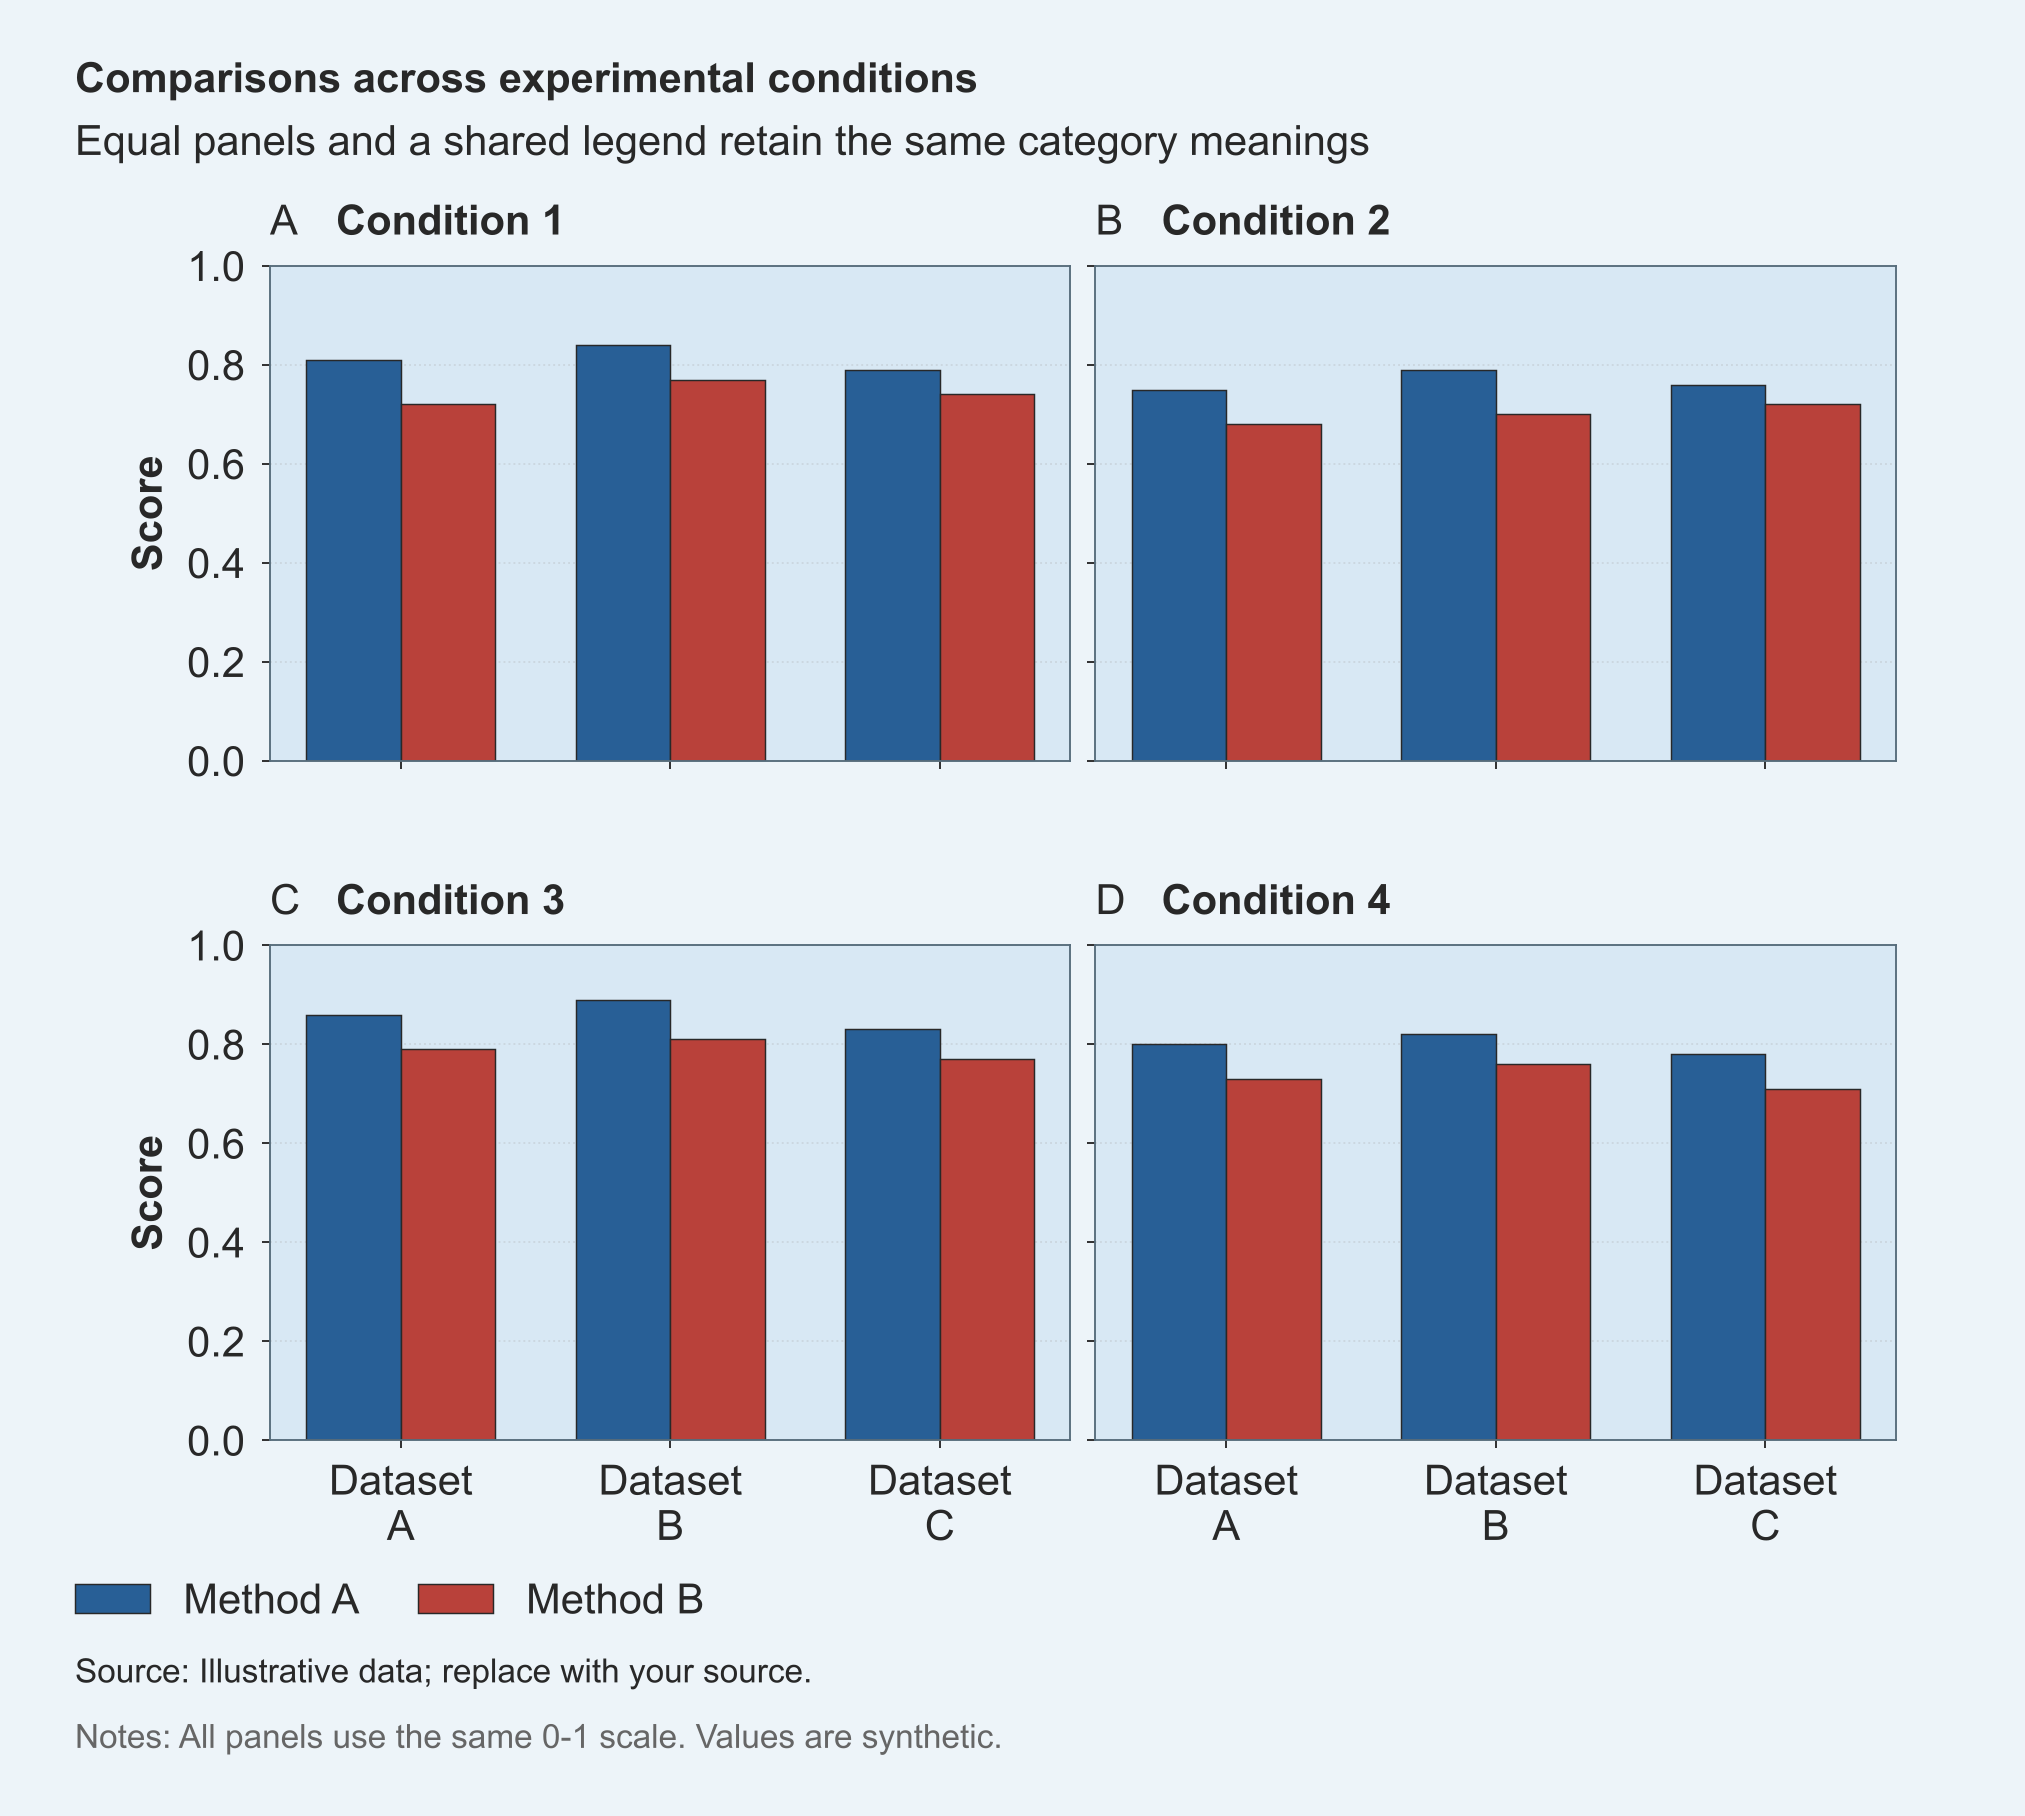 Comparisons across experimental conditions
Equal panels and a shared legend retain the same category meanings
A Condition 1
1.0
0.8
0.6
0.4
0.2
0.0
Score
B Condition 2
C Condition 3
1.0
0.8
0.6
0.4
0.2
0.0
Score
Dataset
A
Dataset
B
Dataset
C
D Condition 4
Dataset
A
Dataset
B
Dataset
C
Method A
Method B
Source: Illustrative data; replace with your source.
Notes: All panels use the same 0-1 scale. Values are synthetic.